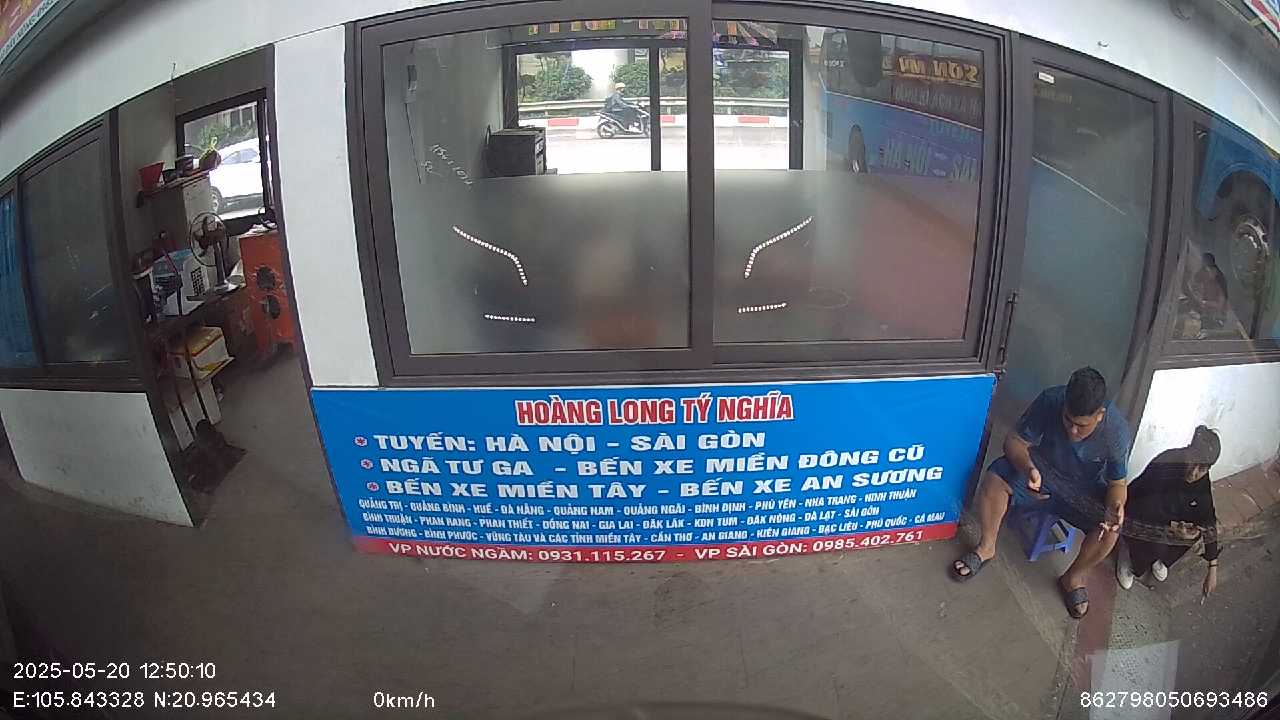 HOÀNG LONG TÝ NGHĨA
* TUYẾN: HÀ NỘI - SÀI GÒN
* NGÃ TƯ GA - BẾN XE MIỀN ĐÔNG CŨ
* BẾN XE MIỀN TÂY - BẾN XE AN SƯƠNG
QUẢNG TRỊ - QUẢNG BÌNH - HUẾ - ĐÀ NẴNG - QUẢNG NAM - QUẢNG NGÃI - BÌNH ĐỊNH - PHÚ YÊN - NHA TRANG - NINH THUẬN
BÌNH THUẬN - PHAN RANG - PHAN THIẾT - ĐỒNG NAI - GIA LAI - ĐĂK LĂK - KON TUM - ĐĂK NÔNG - ĐÀ LẠT - SÀI GÒN
BÌNH DƯƠNG - BÌNH PHƯỚC - VŨNG TÀU VÀ CÁC TỈNH MIỀN TÂY - CẦN THƠ - AN GIANG - KIÊN GIANG - BẠC LIÊU - PHÚ QUỐC - CÀ MAU
VP NƯỚC NGẦM: 0931.115.267 - VP SÀI GÒN: 0985.402.761
2025-05-20 12:50:10
E:105.843328 N:20.965434
0km/h
862798050693486